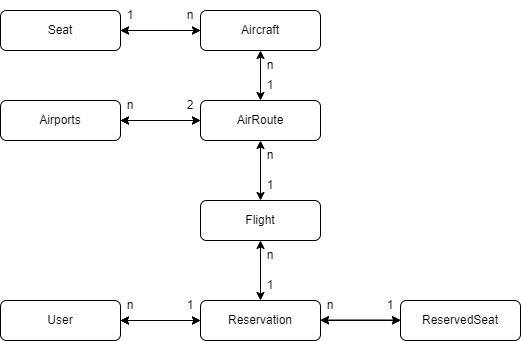 1 n
Seat Aircraft
n
1
n 2
Airports AirRoute
n
1
Flight
n
1
n 1 n 1
User Reservation ReservedSeat